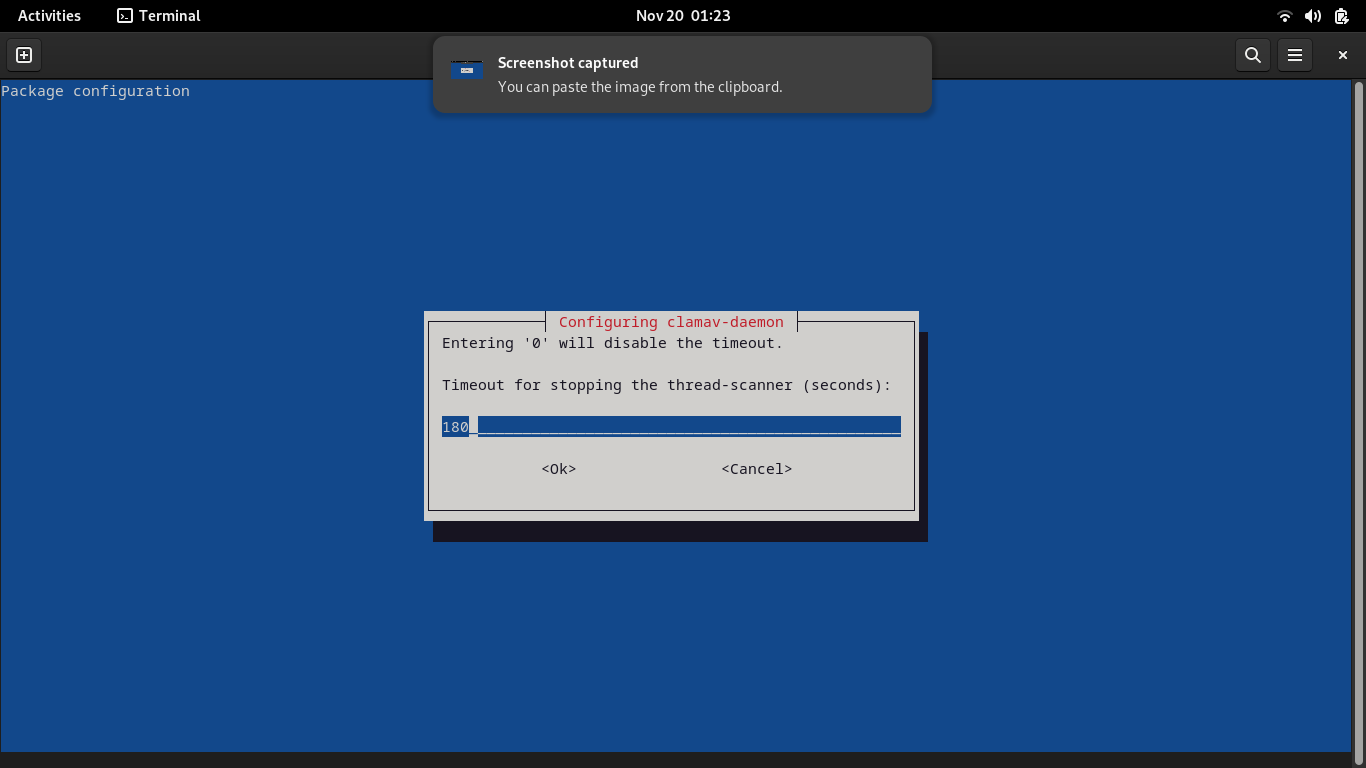 Activities Terminal Nov 20 01:23
Screenshot captured
You can paste the image from the clipboard.
Package configuration
Configuring clamav-daemon
Entering '0' will disable the timeout.
Timeout for stopping the thread-scanner (seconds):
180
<Ok> <Cancel>